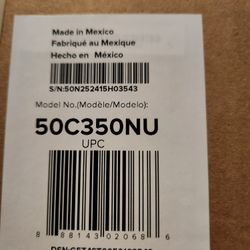 Made in Mexico
Fabriqué au Mexique
Hecho en México
S/N:50N252415H03543
Model No.(Modèle/Modelo):
50C350NU
UPC
8 88143 02068 6